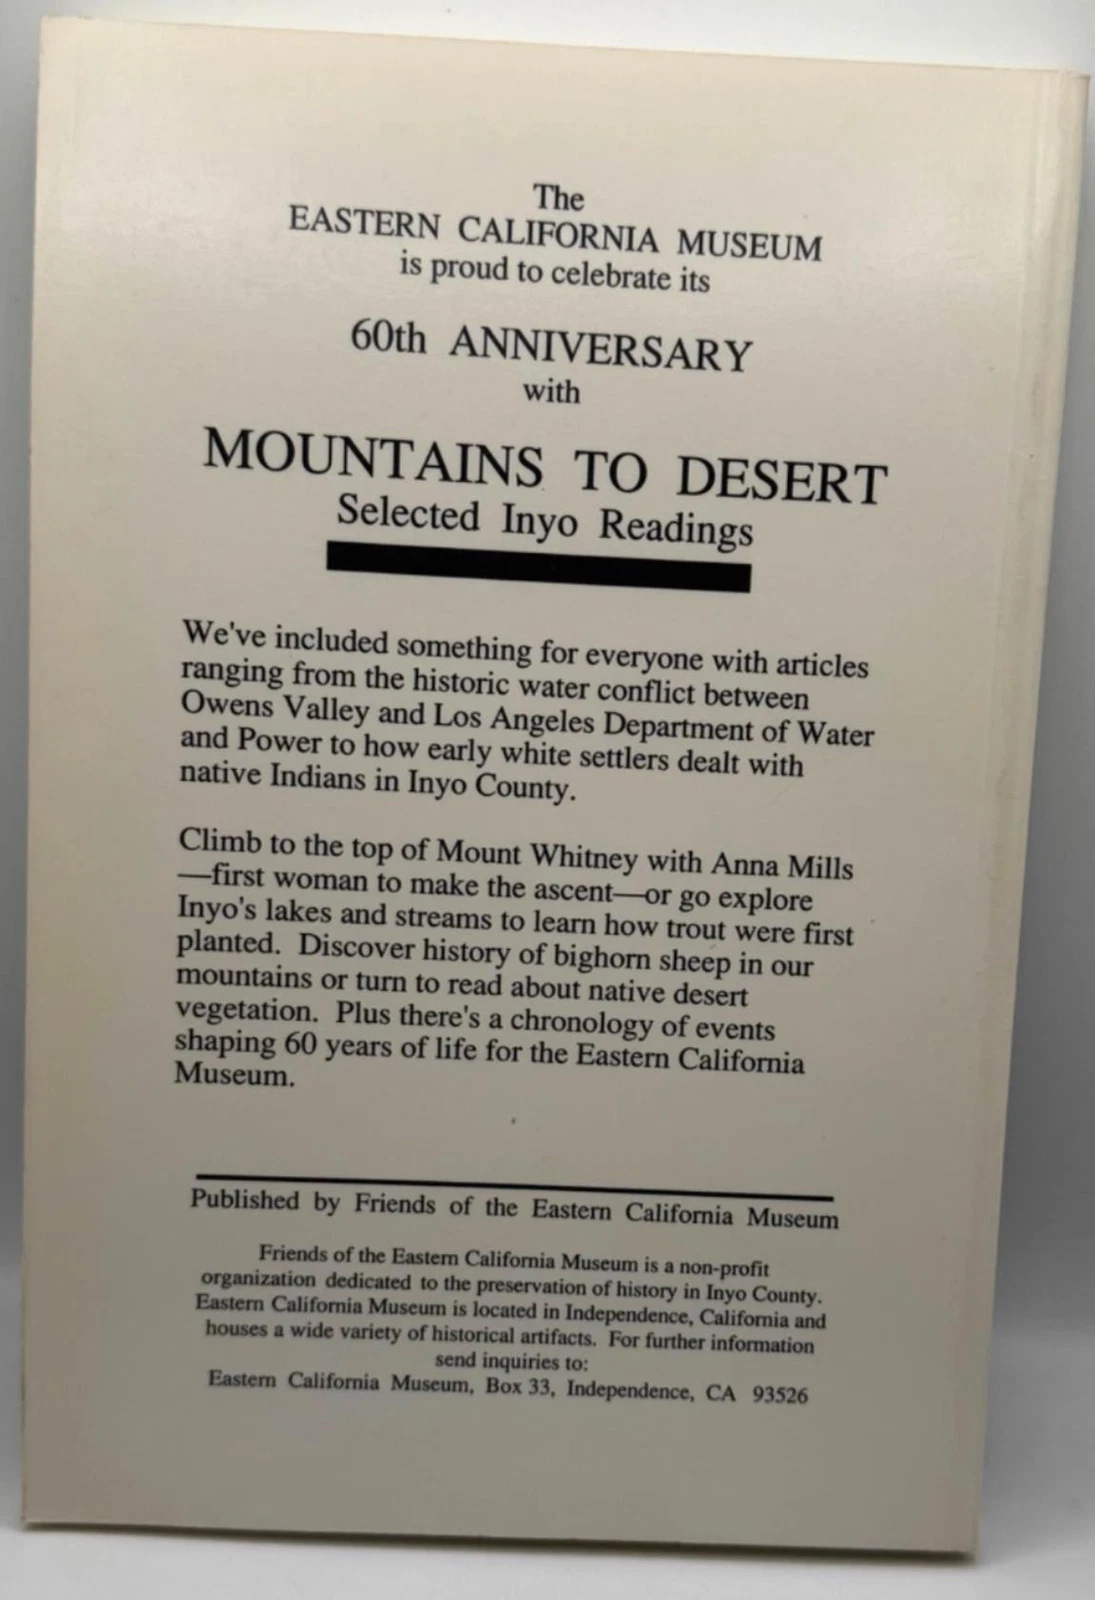 The
EASTERN CALIFORNIA MUSEUM
is proud to celebrate its
60th ANNIVERSARY
with
MOUNTAINS TO DESERT
Selected Inyo Readings
We've included something for everyone with articles
ranging from the historic water conflict between
Owens Valley and Los Angeles Department of Water
and Power to how early white settlers dealt with
native Indians in Inyo County.
Climb to the top of Mount Whitney with Anna Mills
—first woman to make the ascent—or go explore
Inyo's lakes and streams to learn how trout were first
planted. Discover history of bighorn sheep in our
mountains or turn to read about native desert
vegetation. Plus there's a chronology of events
shaping 60 years of life for the Eastern California
Museum.
Published by Friends of the Eastern California Museum
Friends of the Eastern California Museum is a non-profit
organization dedicated to the preservation of history in Inyo County.
Eastern California Museum is located in Independence, California and
houses a wide variety of historical artifacts. For further information
send inquiries to:
Eastern California Museum, Box 33, Independence, CA 93526